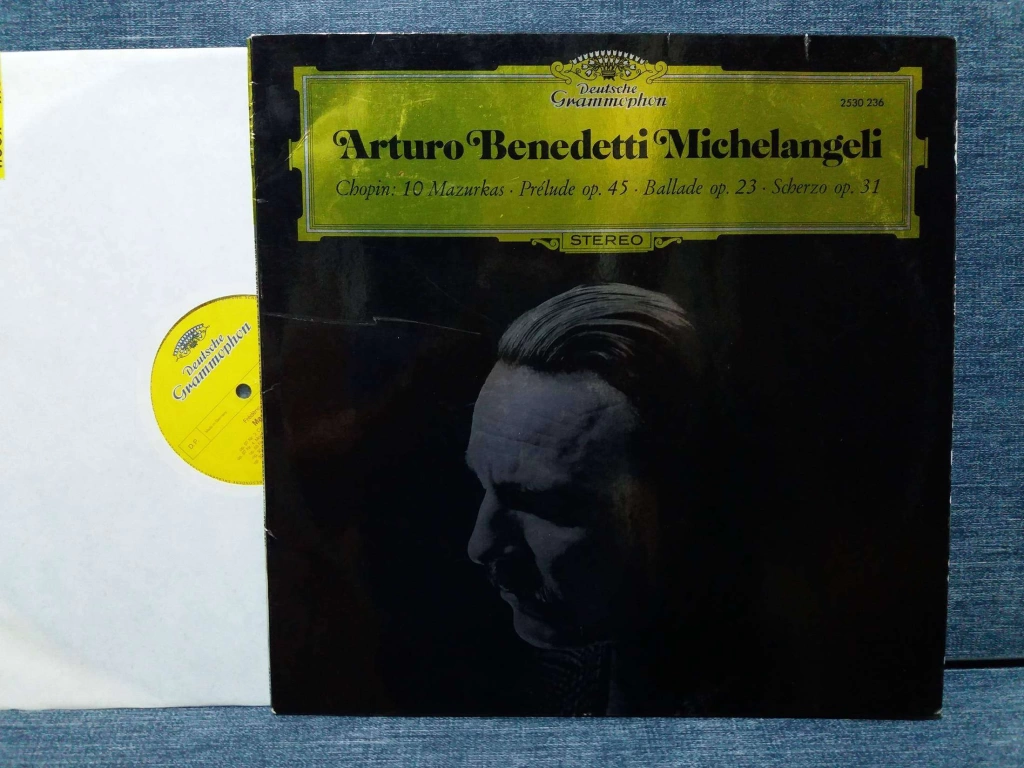 Deutsche
Grammophon
2530 236
Arturo Benedetti Michelangeli
Chopin: 10 Mazurkas · Prélude op. 45 · Ballade op. 23 · Scherzo op. 31
STEREO
Deutsche
Grammophon